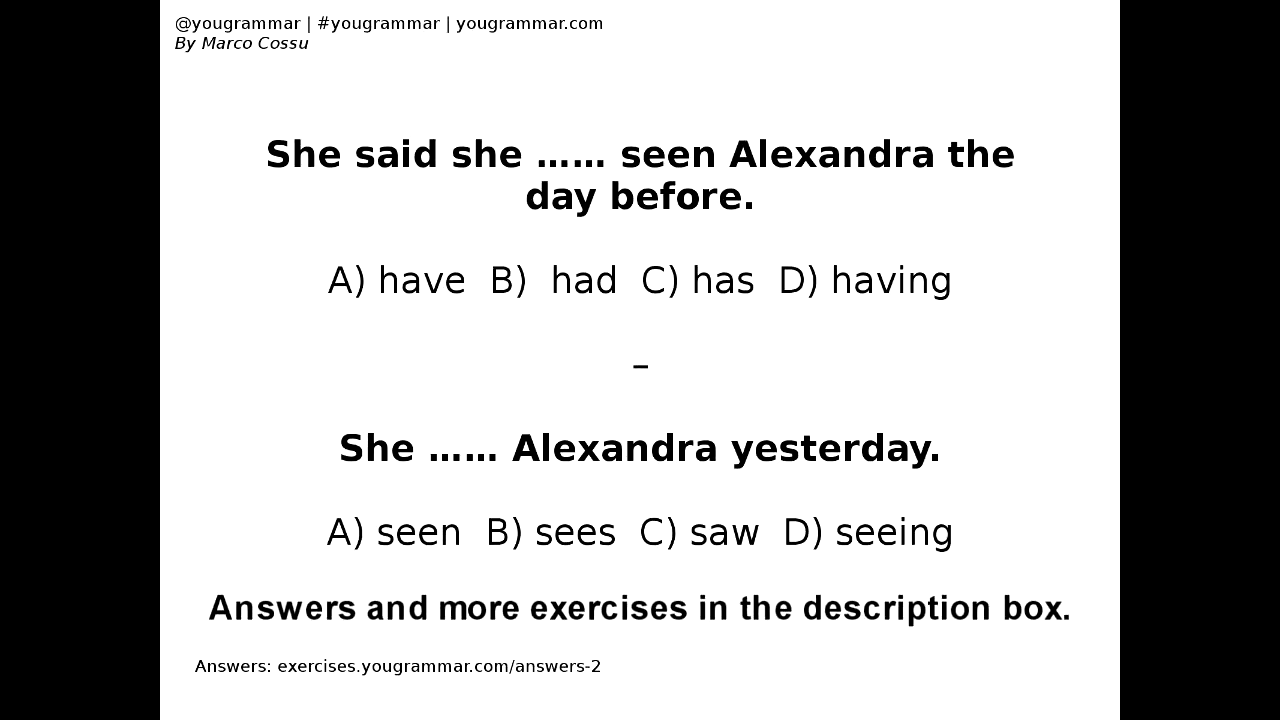 @yougrammar | #yougrammar | yougrammar.com
By Marco Cossu
She said she …… seen Alexandra the
day before.
A) have  B)  had  C) has  D) having
–
She …… Alexandra yesterday.
A) seen  B) sees  C) saw  D) seeing
Answers and more exercises in the description box.
Answers: exercises.yougrammar.com/answers-2